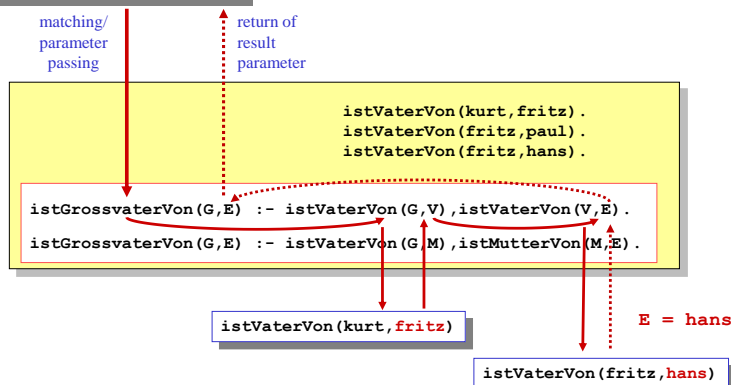 matching/
parameter
passing
return of
result
parameter
istVaterVon(kurt,fritz).
istVaterVon(fritz,paul).
istVaterVon(fritz,hans).
istGrossvaterVon(G,E) :- istVaterVon(G,V),istVaterVon(V,E).
istGrossvaterVon(G,E) :- istVaterVon(G,M),istMutterVon(M,E).
istVaterVon(kurt,fritz)
E = hans
istVaterVon(fritz,hans)